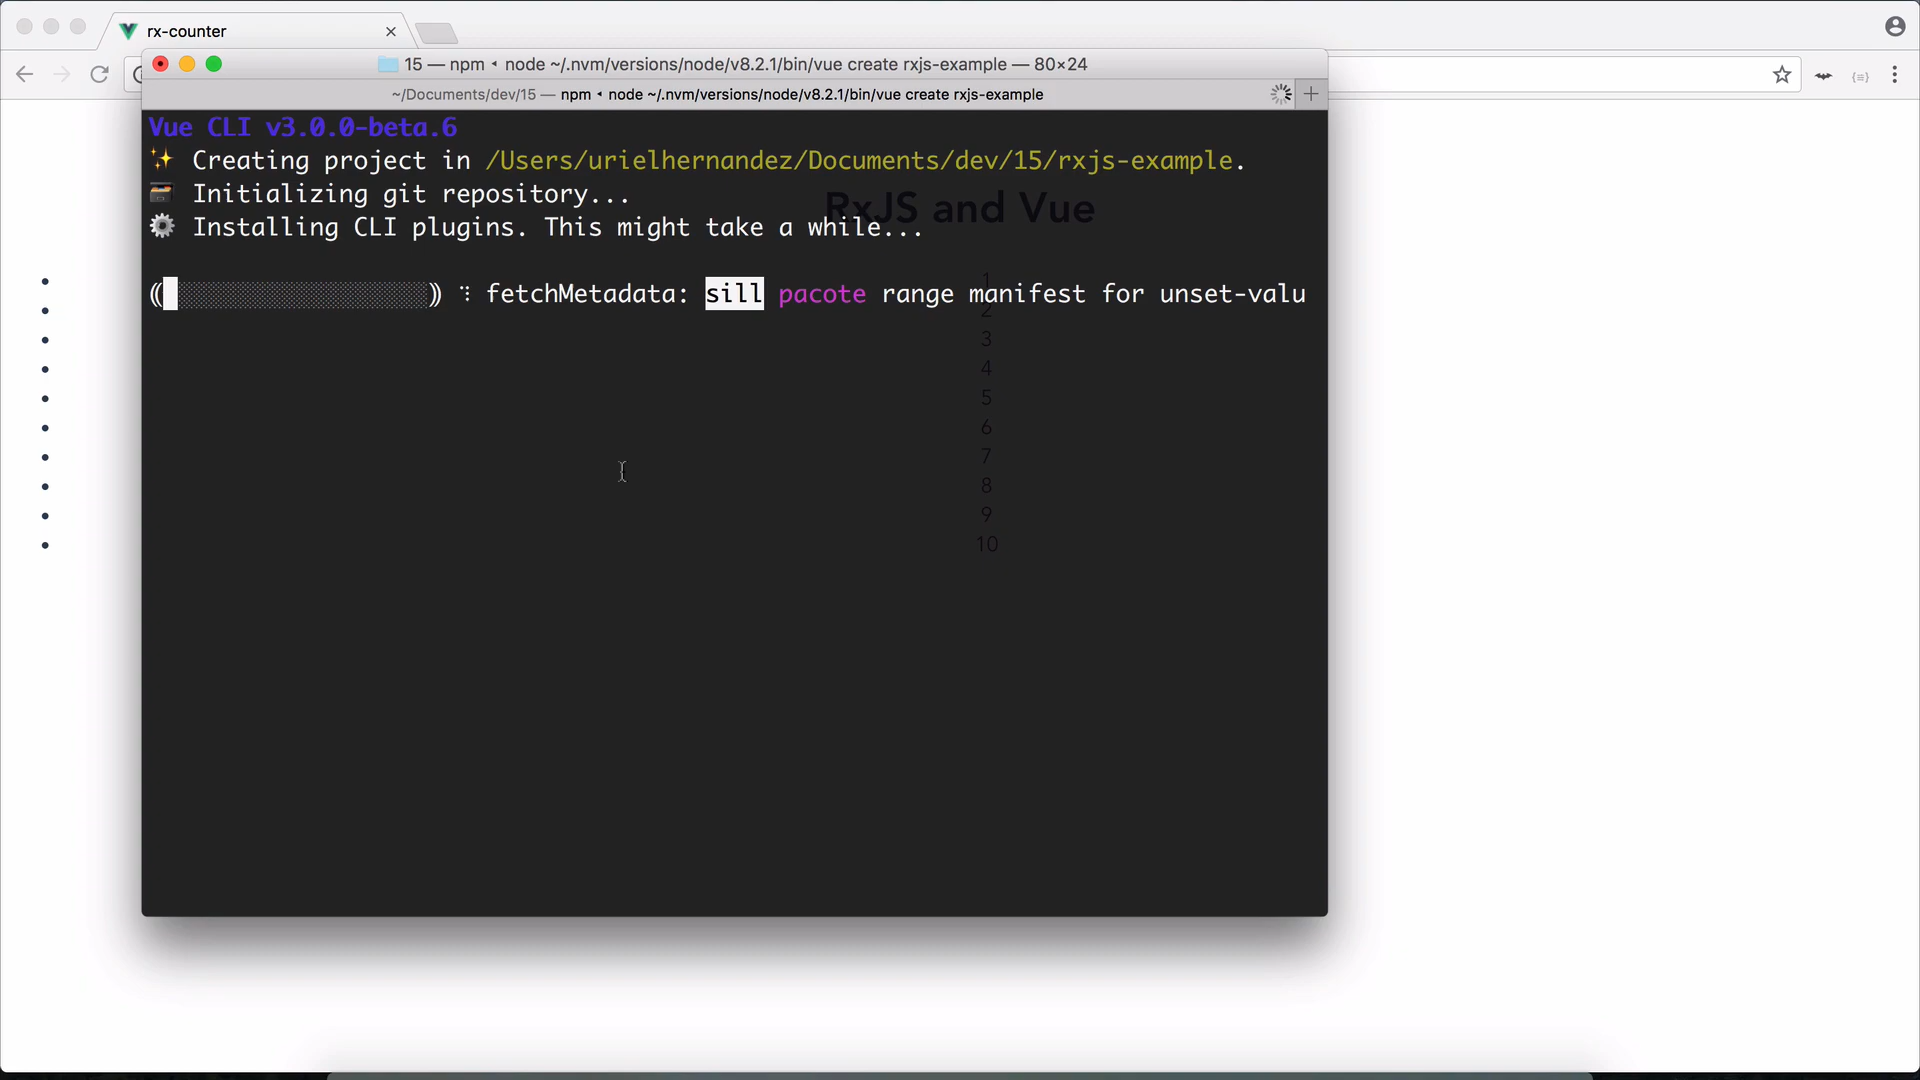 rx-counter
15 — npm ◂ node ~/.nvm/versions/node/v8.2.1/bin/vue create rxjs-example — 80×24
~/Documents/dev/15 — npm ◂ node ~/.nvm/versions/node/v8.2.1/bin/vue create rxjs-example
Vue CLI v3.0.0-beta.6
✨ Creating project in /Users/urielhernandez/Documents/dev/15/rxjs-example.
🗃 Initializing git repository...
RxJS and Vue
⚙ Installing CLI plugins. This might take a while...
1
fetchMetadata: sill pacote range manifest for unset-valu
2
3
4
5
6
7
8
9
10